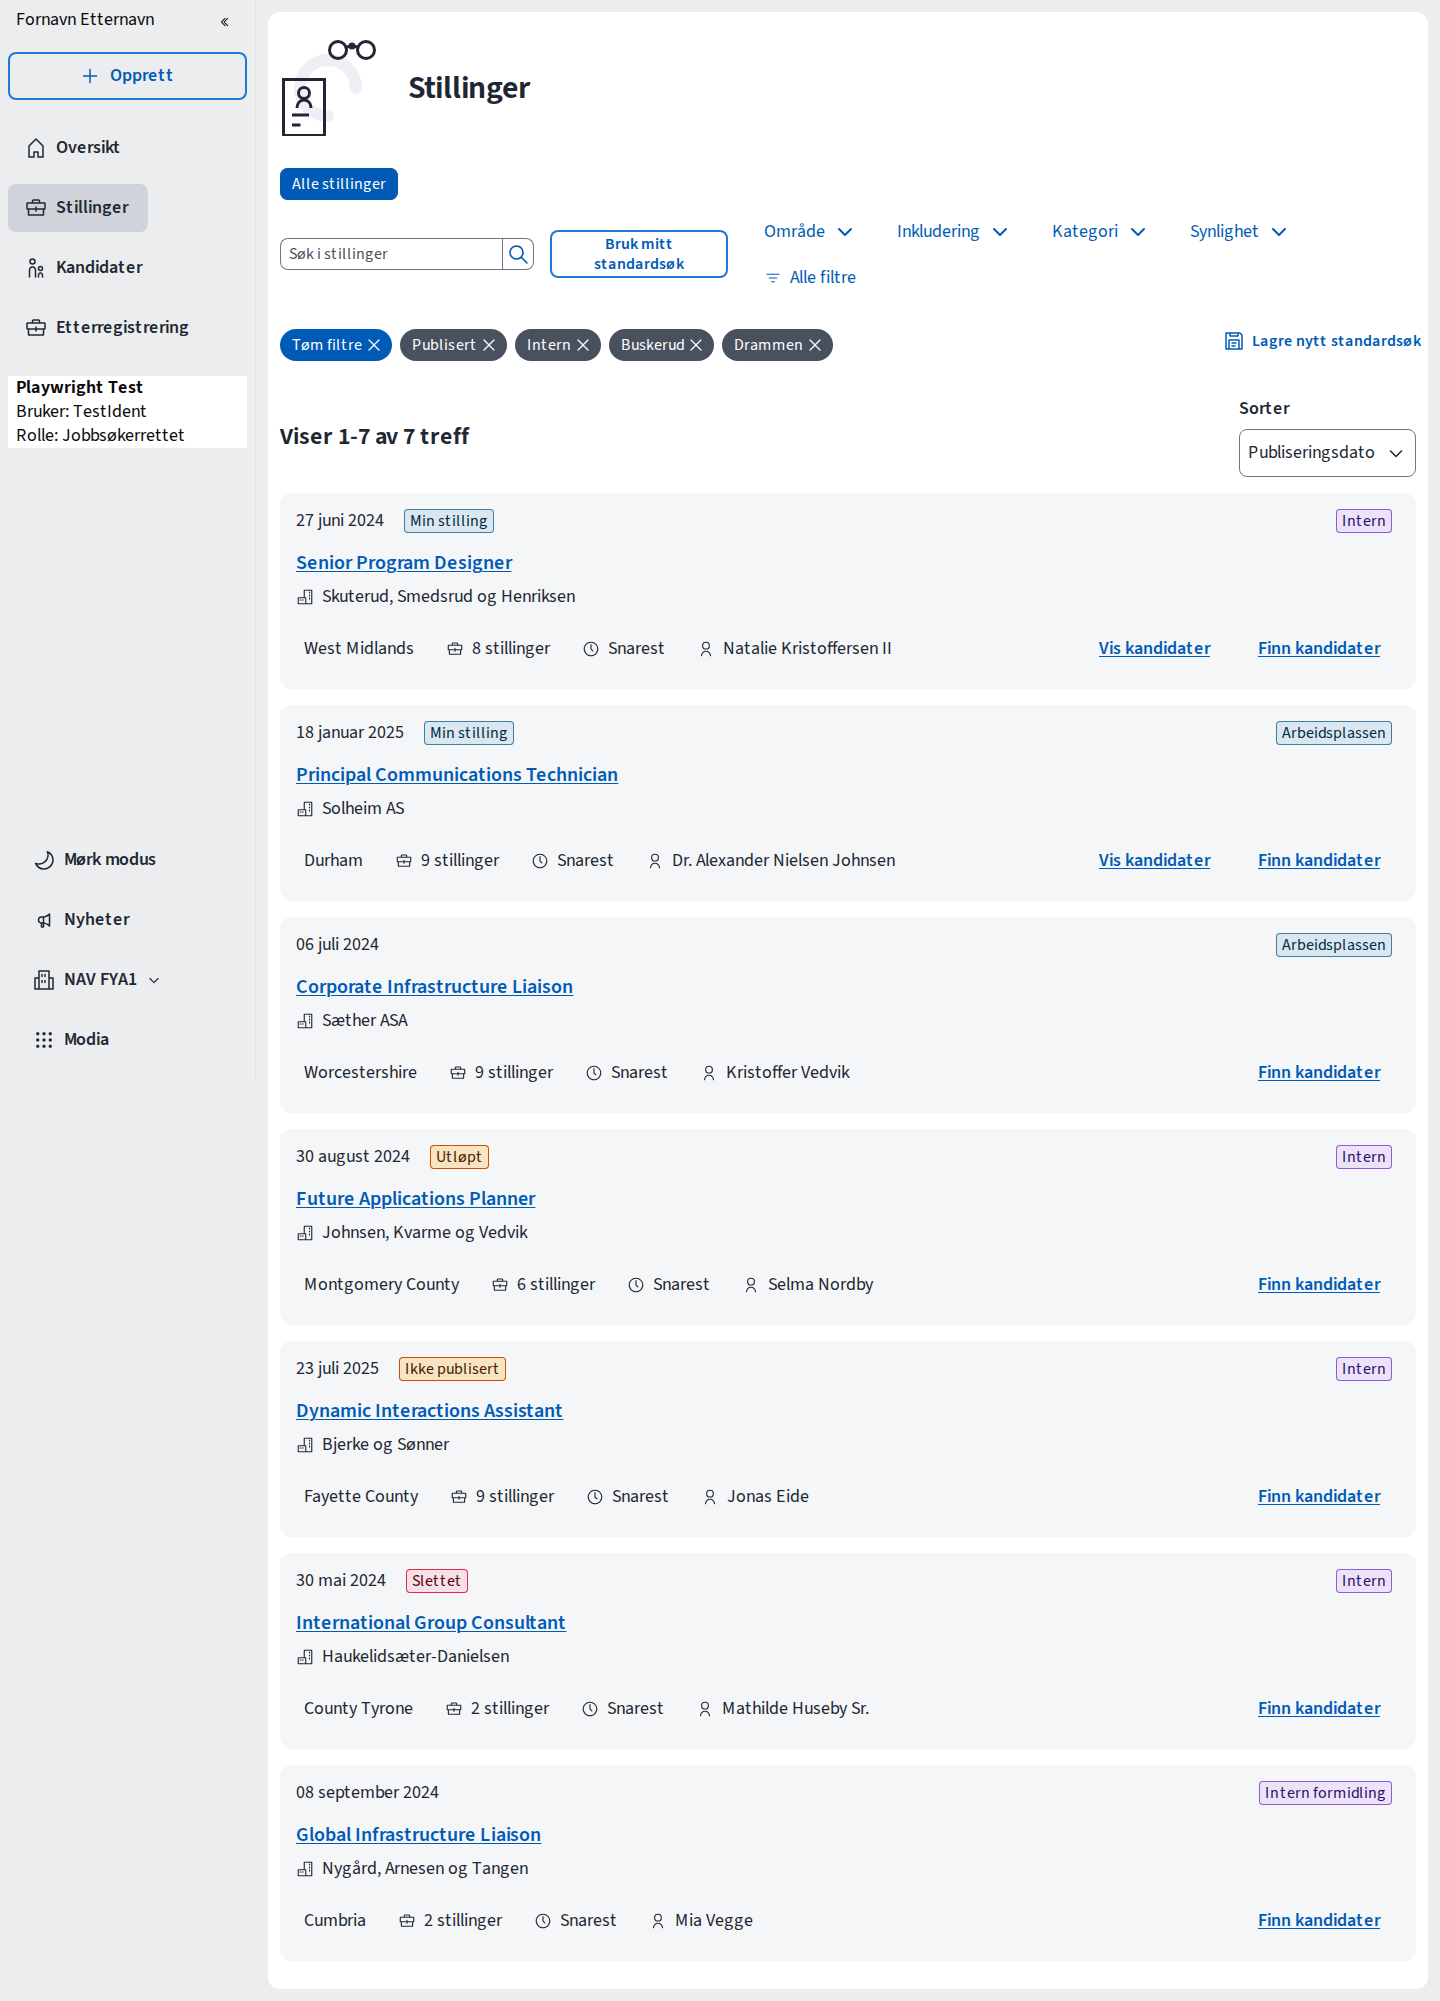 Fornavn Etternavn
Opprett
Oversikt
Stillinger
Kandidater
Etterregistrering
Playwright Test
Bruker: TestIdent
Rolle: Jobbsøkerrettet
Mørk modus
Nyheter
NAV FYA1
Modia
Stillinger
Alle stillinger
Søk i stillinger
Bruk mitt
standardsøk
Område
Inkludering
Kategori
Synlighet
Alle filtre
Tøm filtre
Publisert
Intern
Buskerud
Drammen
Lagre nytt standardsøk
Viser 1-7 av 7 treff
Sorter
Publiseringsdato
27 juni 2024 Min stilling Intern
Senior Program Designer
Skuterud, Smedsrud og Henriksen
West Midlands 8 stillinger Snarest Natalie Kristoffersen II Vis kandidater Finn kandidater
18 januar 2025 Min stilling Arbeidsplassen
Principal Communications Technician
Solheim AS
Durham 9 stillinger Snarest Dr. Alexander Nielsen Johnsen Vis kandidater Finn kandidater
06 juli 2024 Arbeidsplassen
Corporate Infrastructure Liaison
Sæther ASA
Worcestershire 9 stillinger Snarest Kristoffer Vedvik Finn kandidater
30 august 2024 Utløpt Intern
Future Applications Planner
Johnsen, Kvarme og Vedvik
Montgomery County 6 stillinger Snarest Selma Nordby Finn kandidater
23 juli 2025 Ikke publisert Intern
Dynamic Interactions Assistant
Bjerke og Sønner
Fayette County 9 stillinger Snarest Jonas Eide Finn kandidater
30 mai 2024 Slettet Intern
International Group Consultant
Haukelidsæter-Danielsen
County Tyrone 2 stillinger Snarest Mathilde Huseby Sr. Finn kandidater
08 september 2024 Intern formidling
Global Infrastructure Liaison
Nygård, Arnesen og Tangen
Cumbria 2 stillinger Snarest Mia Vegge Finn kandidater